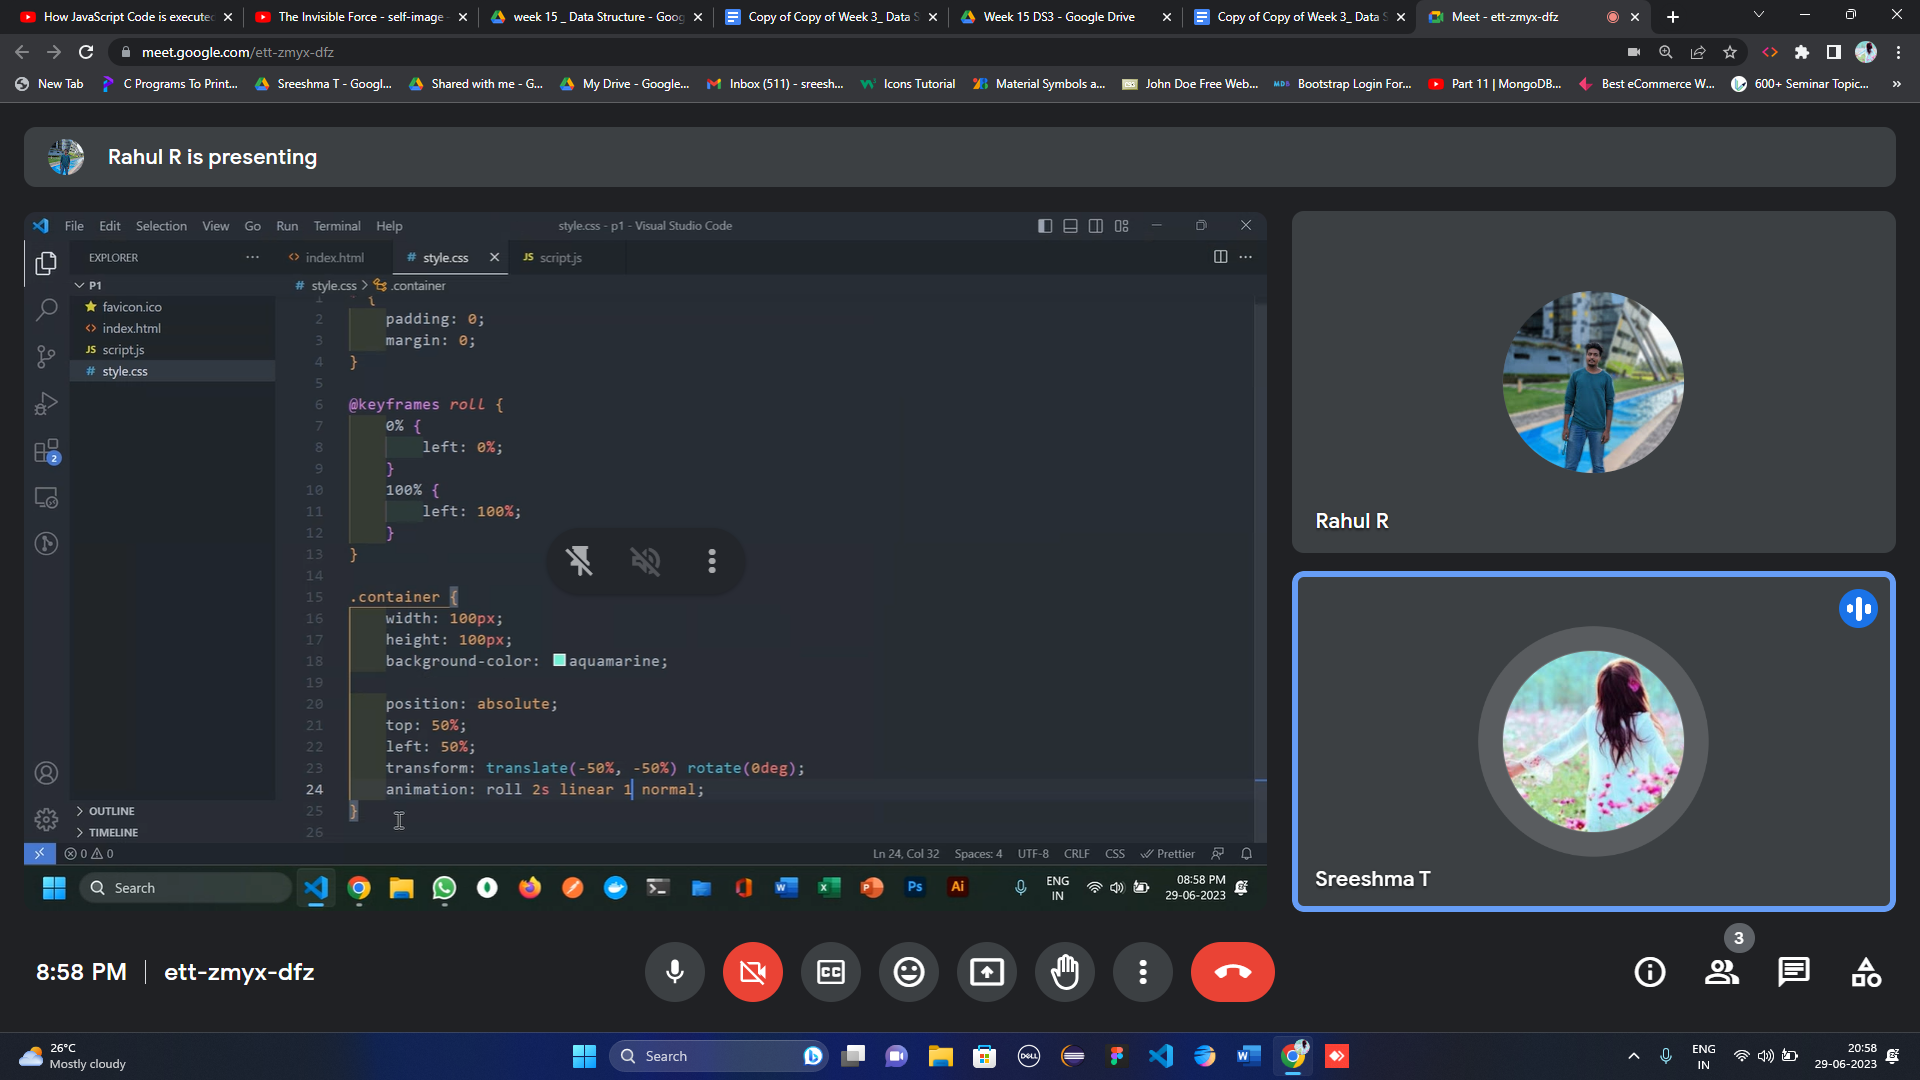 How JavaScript Code is execute
The Invisible Force - self-image
week 15 _ Data Structure - Goog
Copy of Copy of Week 3_ Data S
Week 15 DS3 - Google Drive
Copy of Copy of Week 3_ Data S
Meet - ett-zmyx-dfz
meet.google.com/ett-zmyx-dfz
New Tab
C Programs To Print...
Sreeshma T - Googl...
Shared with me - G...
My Drive - Google...
Inbox (511) - sreesh...
Icons Tutorial
Material Symbols a...
John Doe Free Web...
Bootstrap Login For...
Part 11 | MongoDB...
Best eCommerce W...
600+ Seminar Topic...
Rahul R is presenting
File Edit Selection View Go Run Terminal Help
style.css - p1 - Visual Studio Code
EXPLORER
index.html
# style.css
JS script.js
P1
# style.css > .container
favicon.ico
index.html
JS script.js
# style.css
1 * {
2 padding: 0;
3 margin: 0;
4 }
5
6 @keyframes roll {
7 0% {
8 left: 0%;
9 }
10 100% {
11 left: 100%;
12 }
13 }
14
15 .container {
16 width: 100px;
17 height: 100px;
18 background-color: aquamarine;
19
20 position: absolute;
21 top: 50%;
22 left: 50%;
23 transform: translate(-50%, -50%) rotate(0deg);
24 animation: roll 2s linear 1 normal;
25 }
26
2
OUTLINE
TIMELINE
0 0
Ln 24, Col 32
Spaces: 4
UTF-8
CRLF
CSS
Prettier
Search
Ps
Ai
ENG
IN
08:58 PM
29-06-2023
Rahul R
Sreeshma T
8:58 PM
ett-zmyx-dfz
CC
3
26°C
Mostly cloudy
Search
DELL
ENG
IN
20:58
29-06-2023